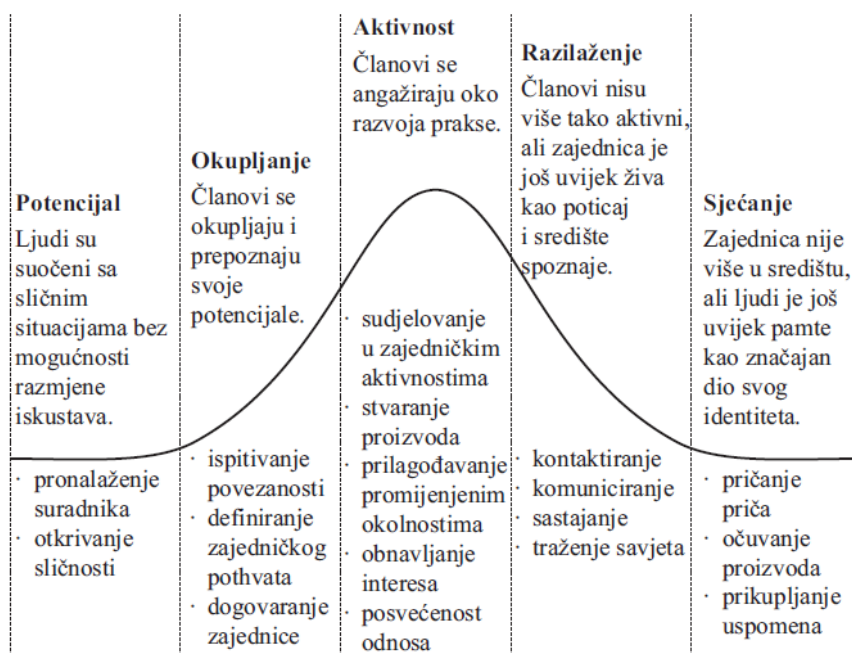 Potencijal
Ljudi su
suočeni sa
sličnim
situacijama bez
mogućnosti
razmjene
iskustava.
· pronalaženje
suradnika
· otkrivanje
sličnosti
Okupljanje
Članovi se
okupljaju i
prepoznaju
svoje
potencijale.
· ispitivanje
povezanosti
· definiranje
zajedničkog
pothvata
· dogovaranje
zajednice
Aktivnost
Članovi se
angažiraju oko
razvoja prakse.
· sudjelovanje
u zajedničkim
aktivnostima
· stvaranje
proizvoda
· prilagođavanje
promijenjenim
okolnostima
· obnavljanje
interesa
· posvećenost
odnosa
Razilaženje
Članovi nisu
više tako aktivni,
ali zajednica je
još uvijek živa
kao poticaj
i središte
spoznaje.
· kontaktiranje
· komuniciranje
· sastajanje
· traženje savjeta
Sjećanje
Zajednica nije
više u središtu,
ali ljudi je još
uvijek pamte
kao značajan
dio svog
identiteta.
· pričanje
priča
· očuvanje
proizvoda
· prikupljanje
uspomena